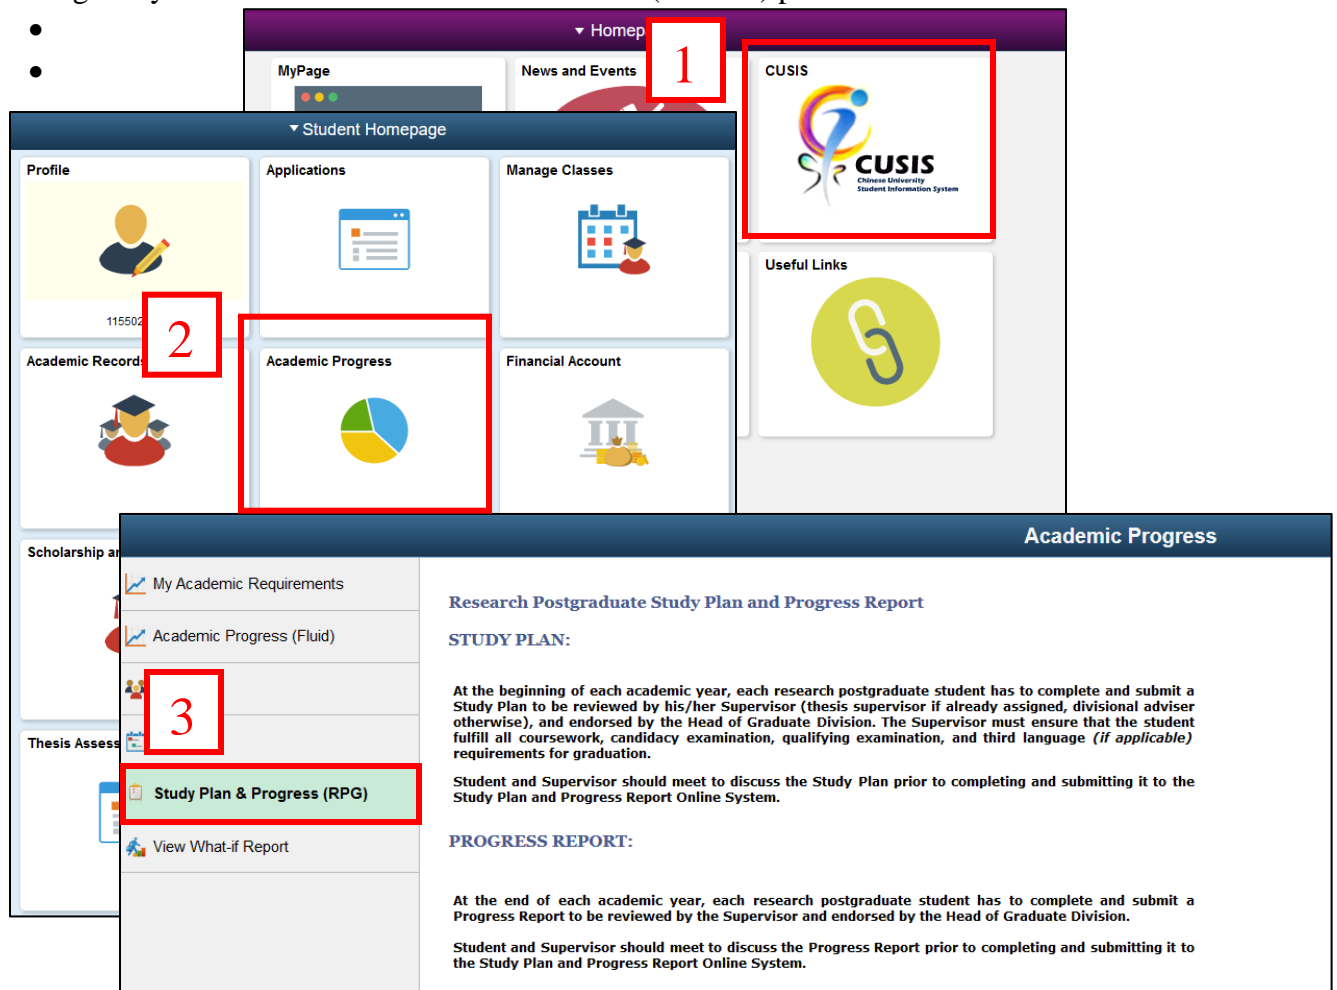 Homep
1
MyPage
News and Events
CUSIS
CUSIS
Chinese University
Student Information System
Useful Links
Student Homepage
Profile
Applications
Manage Classes
11550
2
Academic Records
Academic Progress
Financial Account
Scholarship
Thesis Assess
Academic Progress
My Academic Requirements
Academic Progress (Fluid)
3
Study Plan & Progress (RPG)
View What-if Report
Research Postgraduate Study Plan and Progress Report
STUDY PLAN:
At the beginning of each academic year, each research postgraduate student has to complete and submit a
Study Plan to be reviewed by his/her Supervisor (thesis supervisor if already assigned, divisional adviser
otherwise), and endorsed by the Head of Graduate Division. The Supervisor must ensure that the student
fulfill all coursework, candidacy examination, qualifying examination, and third language (if applicable)
requirements for graduation.
Student and Supervisor should meet to discuss the Study Plan prior to completing and submitting it to the
Study Plan and Progress Report Online System.
PROGRESS REPORT:
At the end of each academic year, each research postgraduate student has to complete and submit a
Progress Report to be reviewed by the Supervisor and endorsed by the Head of Graduate Division.
Student and Supervisor should meet to discuss the Progress Report prior to completing and submitting it to
the Study Plan and Progress Report Online System.